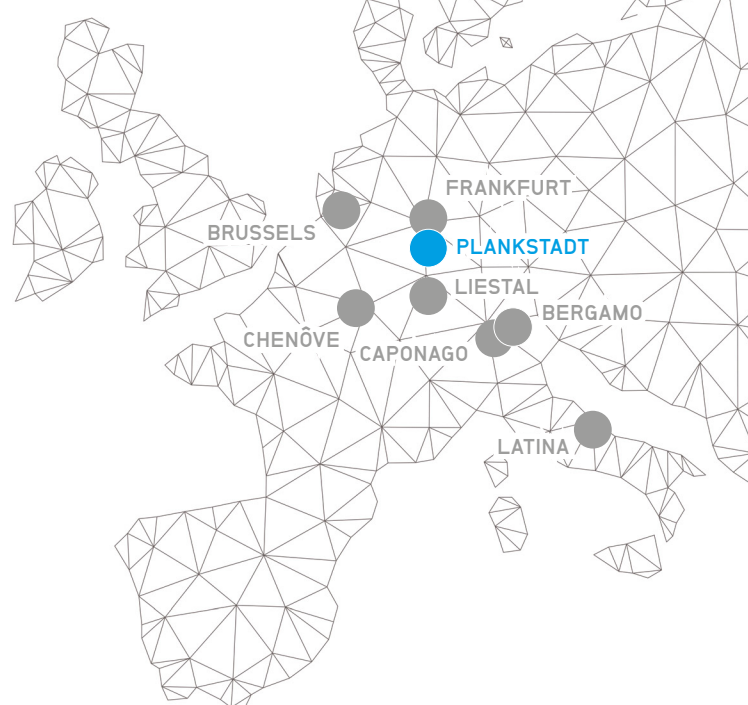 FRANKFURT
BRUSSELS
PLANKSTADT
LIESTAL
BERGAMO
CHENÔVE
CAPONAGO
LATINA